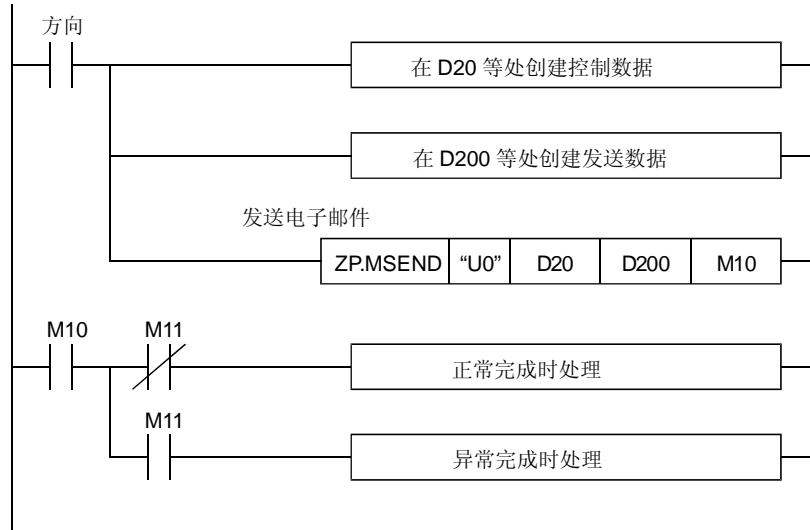 方向
在 D20 等处创建控制数据
在 D200 等处创建发送数据
发送电子邮件
ZP.MSEND “U0” D20 D200 M10
M10 M11
正常完成时处理
M11
异常完成时处理